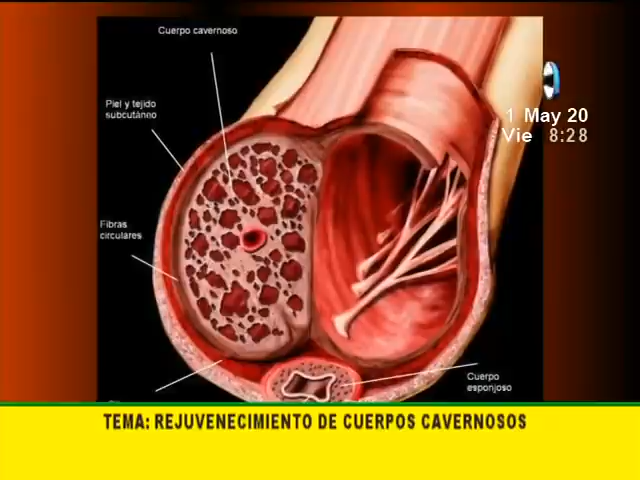 Cuerpo cavernoso
Piel y tejido
subcutáneo
1 May 20
Vie 8:28
Fibras
circulares
Cuerpo
esponjoso
TEMA: REJUVENECIMIENTO DE CUERPOS CAVERNOSOS